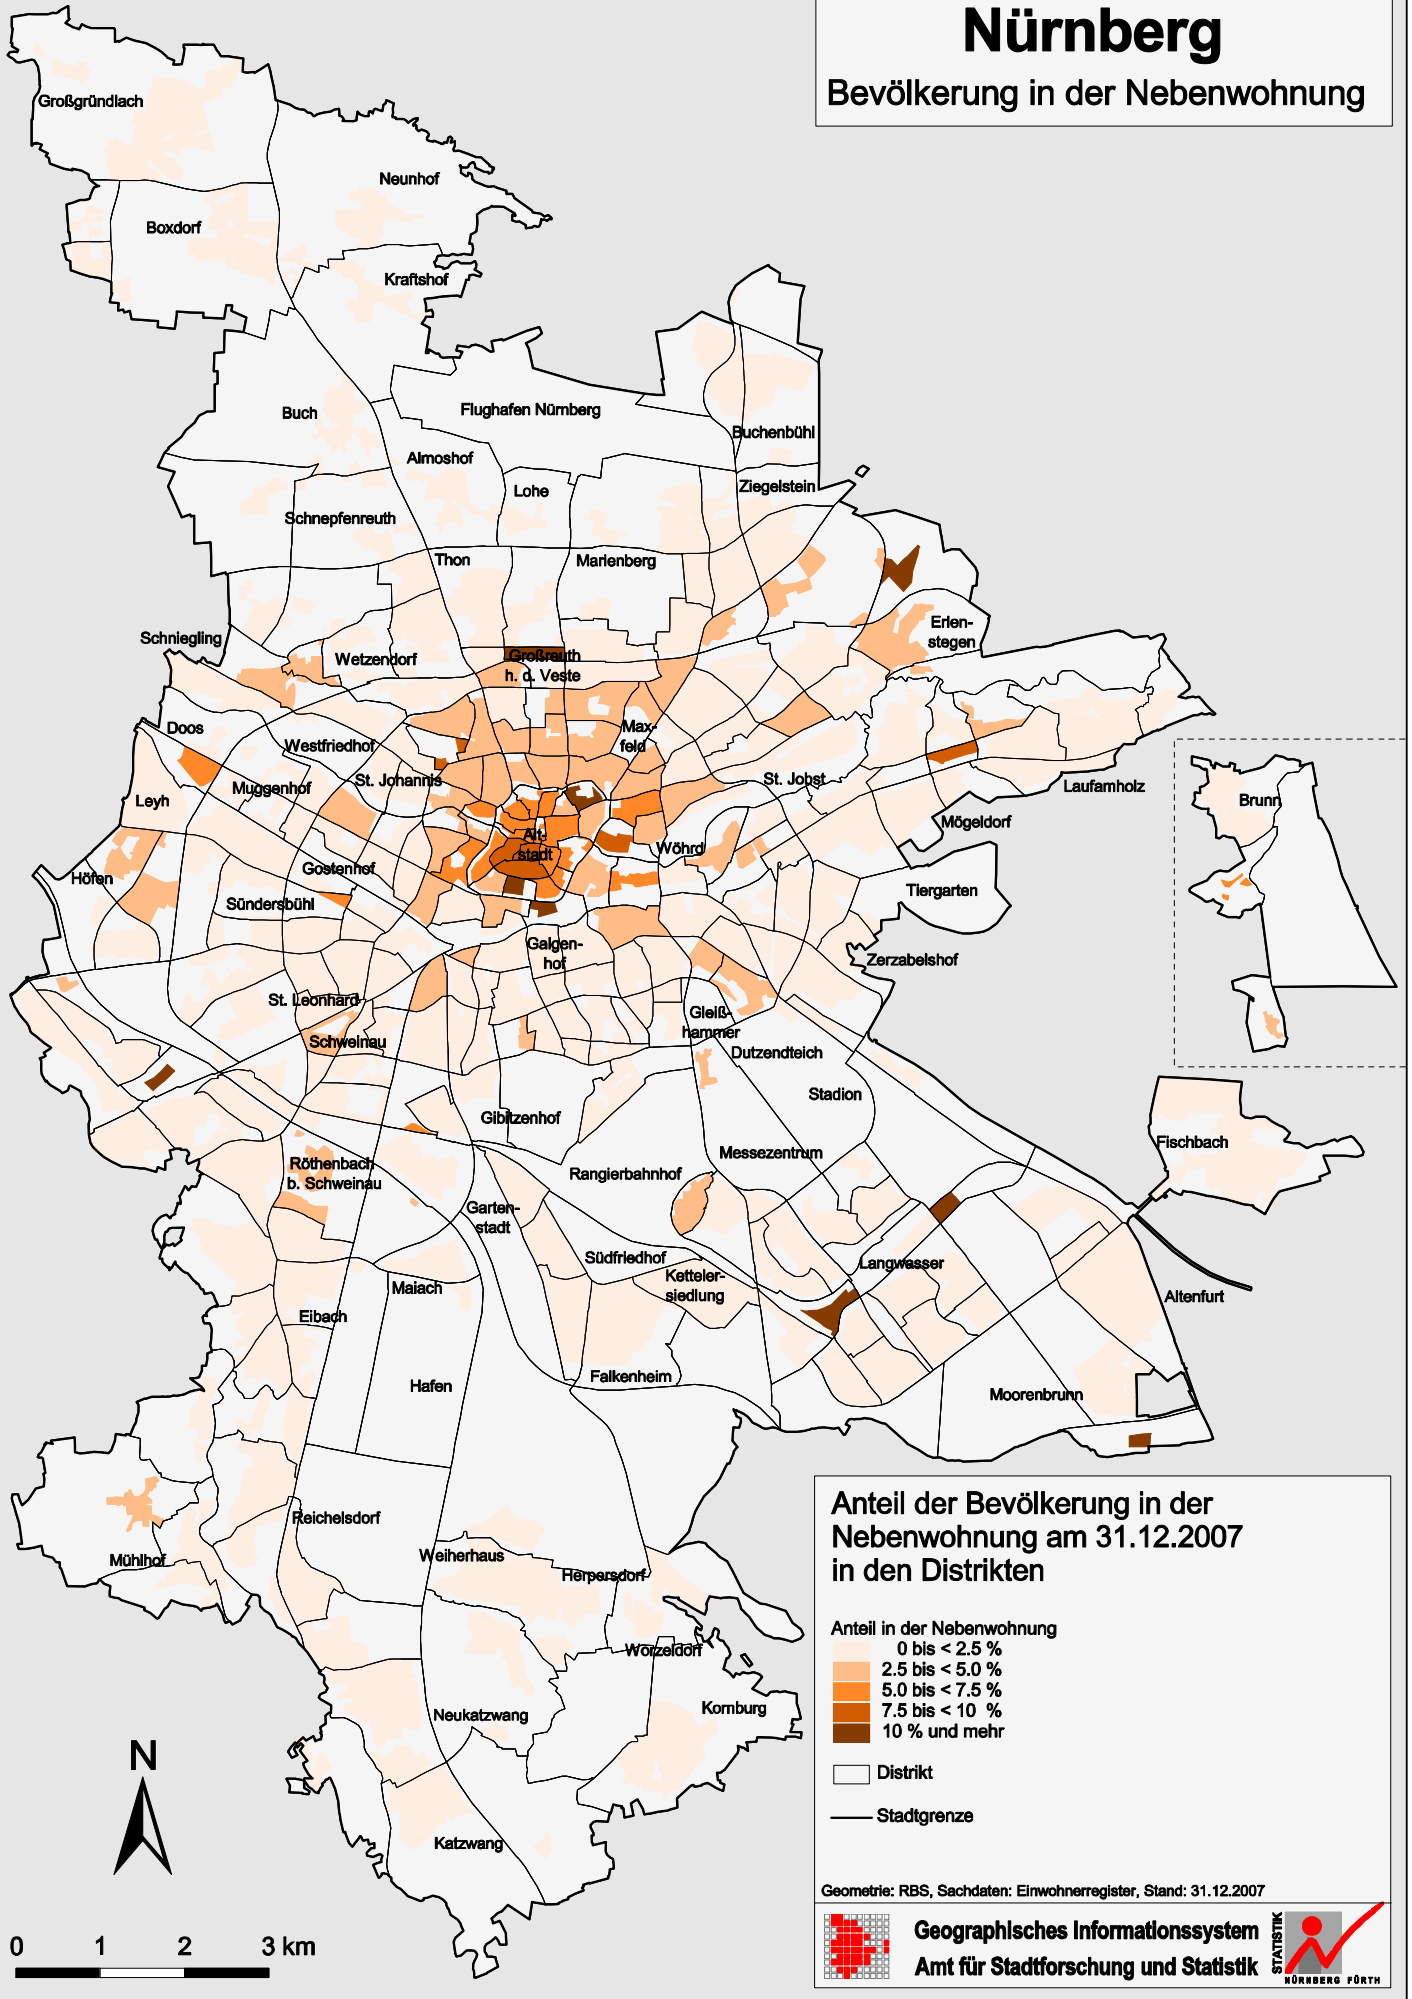 Nürnberg
Bevölkerung in der Nebenwohnung
Großgründlach
Neunhof
Boxdorf
Kraftshof
Buch
Flughafen Nürnberg
Buchenbühl
Almoshof
Lohe
Ziegelstein
Schnepfenreuth
Thon
Marienberg
Schniegling
Erlen-
stegen
Wetzendorf
Großreuth
h. d. Veste
Doos
Westfriedhof
Max-
feld
St. Johannis
St. Jobst
Muggenhof
Laufamholz
Leyh
Brunn
Mögeldorf
Alt-
stadt
Wöhrd
Gostenhof
Höfen
Tiergarten
Sündersbühl
Galgen-
hof
Zerzabelshof
St. Leonhard
Gleiß-
hammer
Schweinau
Dutzendteich
Stadion
Gibitzenhof
Fischbach
Messezentrum
Röthenbach
b. Schweinau
Rangierbahnhof
Garten-
stadt
Südfriedhof
Langwasser
Ketteler-
siedlung
Maiach
Altenfurt
Eibach
Falkenheim
Hafen
Moorenbrunn
Reichelsdorf
Mühlhof
Weiherhaus
Herpersdorf
Worzeldorf
Neukatzwang
Kornburg
Katzwang
N
0 1 2 3 km
Anteil der Bevölkerung in der
Nebenwohnung am 31.12.2007
in den Distrikten
Anteil in der Nebenwohnung
0 bis < 2.5 %
2.5 bis < 5.0 %
5.0 bis < 7.5 %
7.5 bis < 10 %
10 % und mehr
Distrikt
Stadtgrenze
Geometrie: RBS, Sachdaten: Einwohnerregister, Stand: 31.12.2007
Geographisches Informationssystem
Amt für Stadtforschung und Statistik
STATISTIK
NÜRNBERG FÜRTH